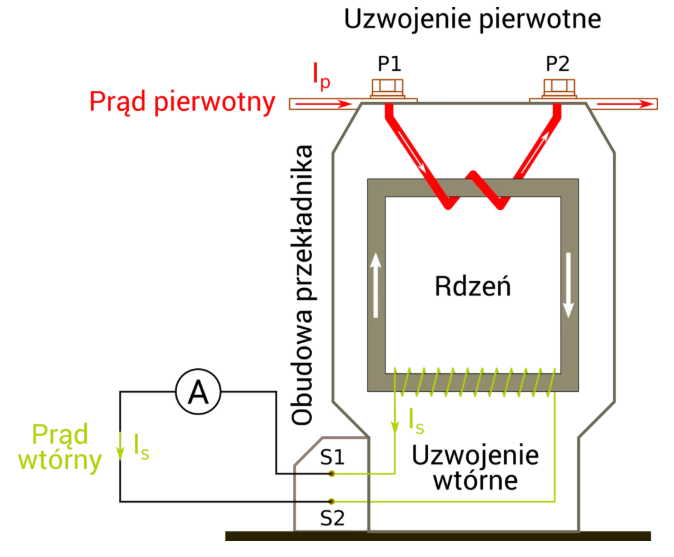 Uzwojenie pierwotne
P1
P2
Ip
Prąd pierwotny
Obudowa przekładnika
Rdzeń
A
Is
Prąd
wtórny
Is
Uzwojenie
wtórne
S1
S2